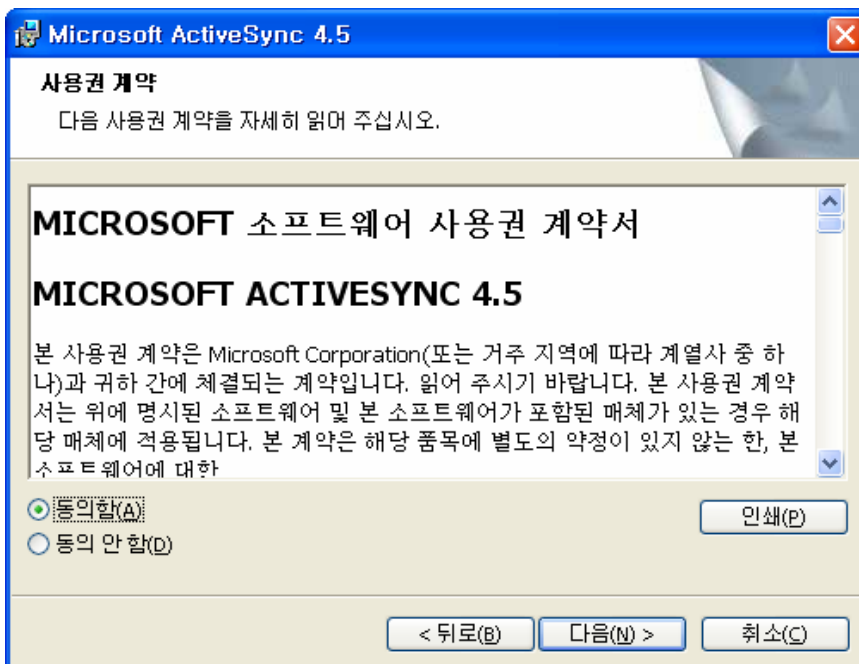 Microsoft ActiveSync 4.5
사용권 계약
다음 사용권 계약을 자세히 읽어 주십시오.
MICROSOFT 소프트웨어 사용권 계약서
MICROSOFT ACTIVESYNC 4.5
본 사용권 계약은 Microsoft Corporation(또는 거주 지역에 따라 계열사 중 하
나)과 귀하 간에 체결되는 계약입니다. 읽어 주시기 바랍니다. 본 사용권 계약
서는 위에 명시된 소프트웨어 및 본 소프트웨어가 포함된 매체가 있는 경우 해
당 매체에 적용됩니다. 본 계약은 해당 품목에 별도의 약정이 있지 않는 한, 본
소프트웨어에 대한
동의함(A)
인쇄(P)
동의 안 함(D)
< 뒤로(B)
다음(N) >
취소(C)